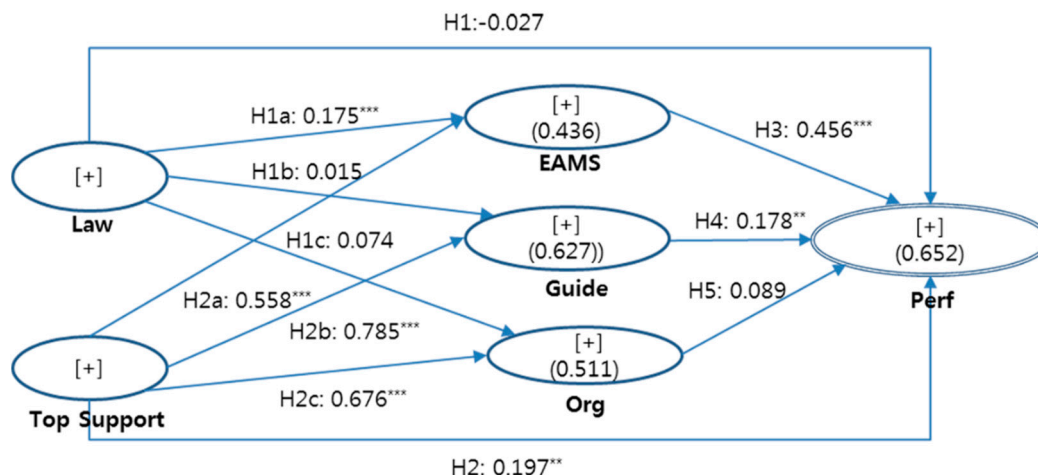 H1:-0.027
[+]
(0.436)
EAMS
H1a: 0.175***
H3: 0.456***
[+]
Law
H1b: 0.015
[+]
(0.627))
Guide
H4: 0.178**
[+]
(0.652)
Perf
H1c: 0.074
H2a: 0.558***
H5: 0.089
H2b: 0.785***
[+]
Top Support
[+]
(0.511)
Org
H2c: 0.676***
H2: 0.197**